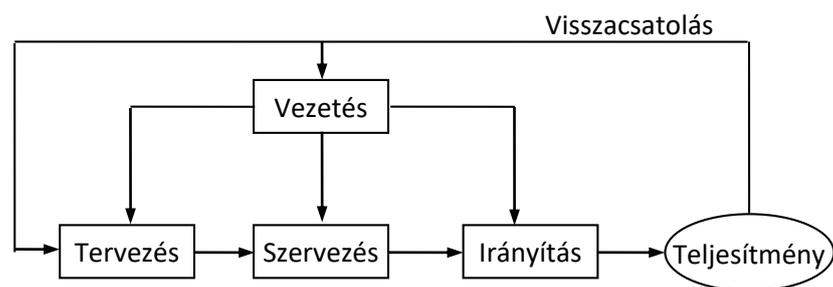 Visszacsatolás
Vezetés
Tervezés
Szervezés
Irányítás
Teljesítmény